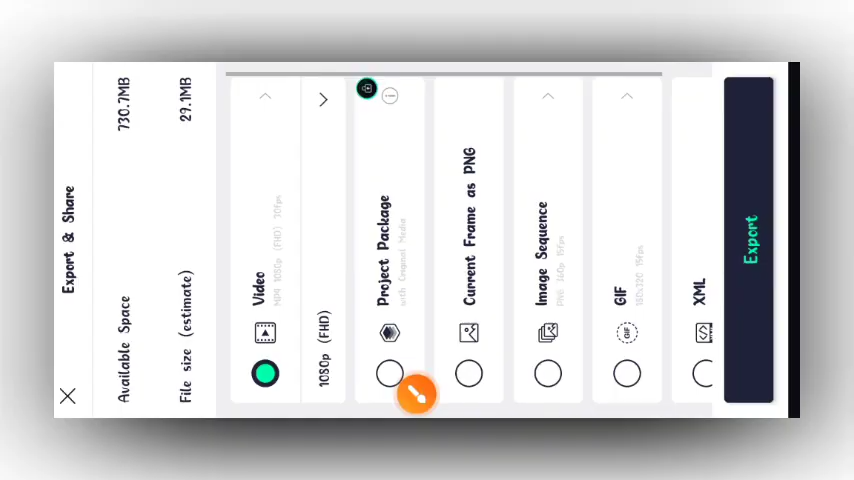 Export & Share
Available Space 730.7MB
File size (estimate) 29.1MB
Video
MP4 1080p (FHD) 30fps
1080p (FHD)
Project Package
with Original Media
Current Frame as PNG
Image Sequence
PNG 360p 15fps
GIF
GIF
180x320 15fps
XML
Export